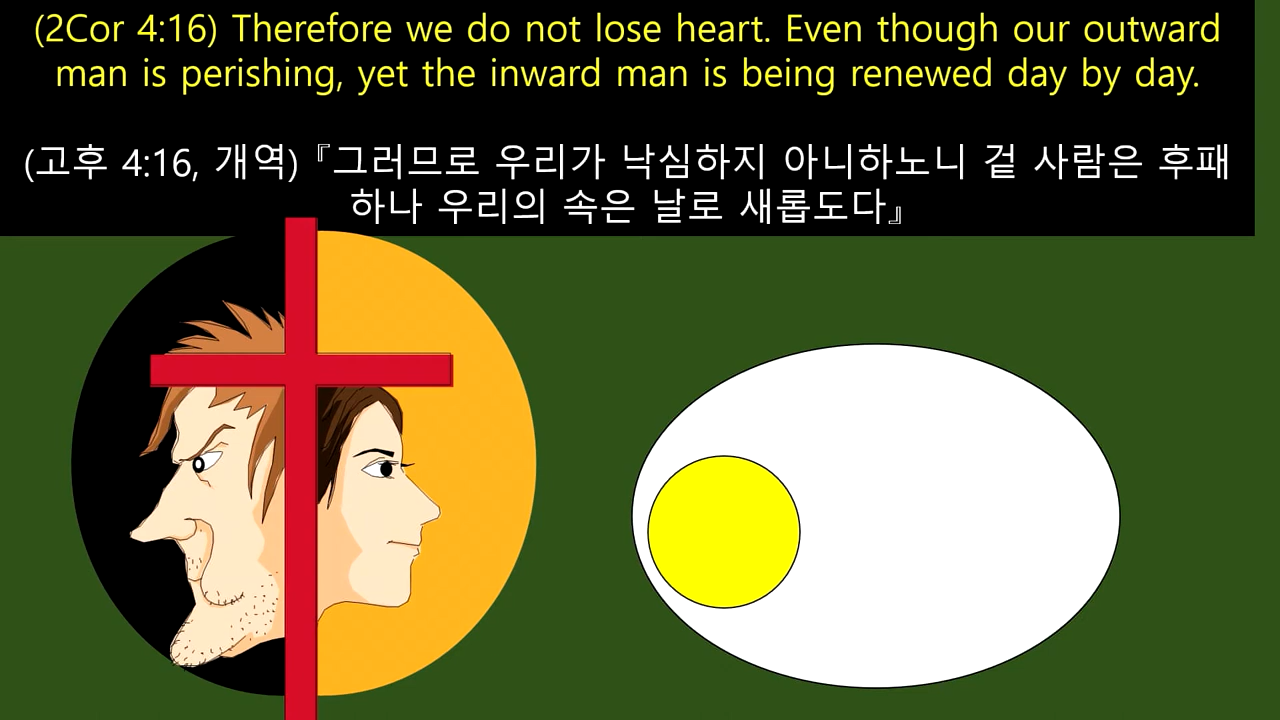 (2Cor 4:16) Therefore we do not lose heart. Even though our outward
man is perishing, yet the inward man is being renewed day by day.
(고후 4:16, 개역)『그러므로 우리가 낙심하지 아니하노니 겉 사람은 후패
하나 우리의 속은 날로 새롭도다』